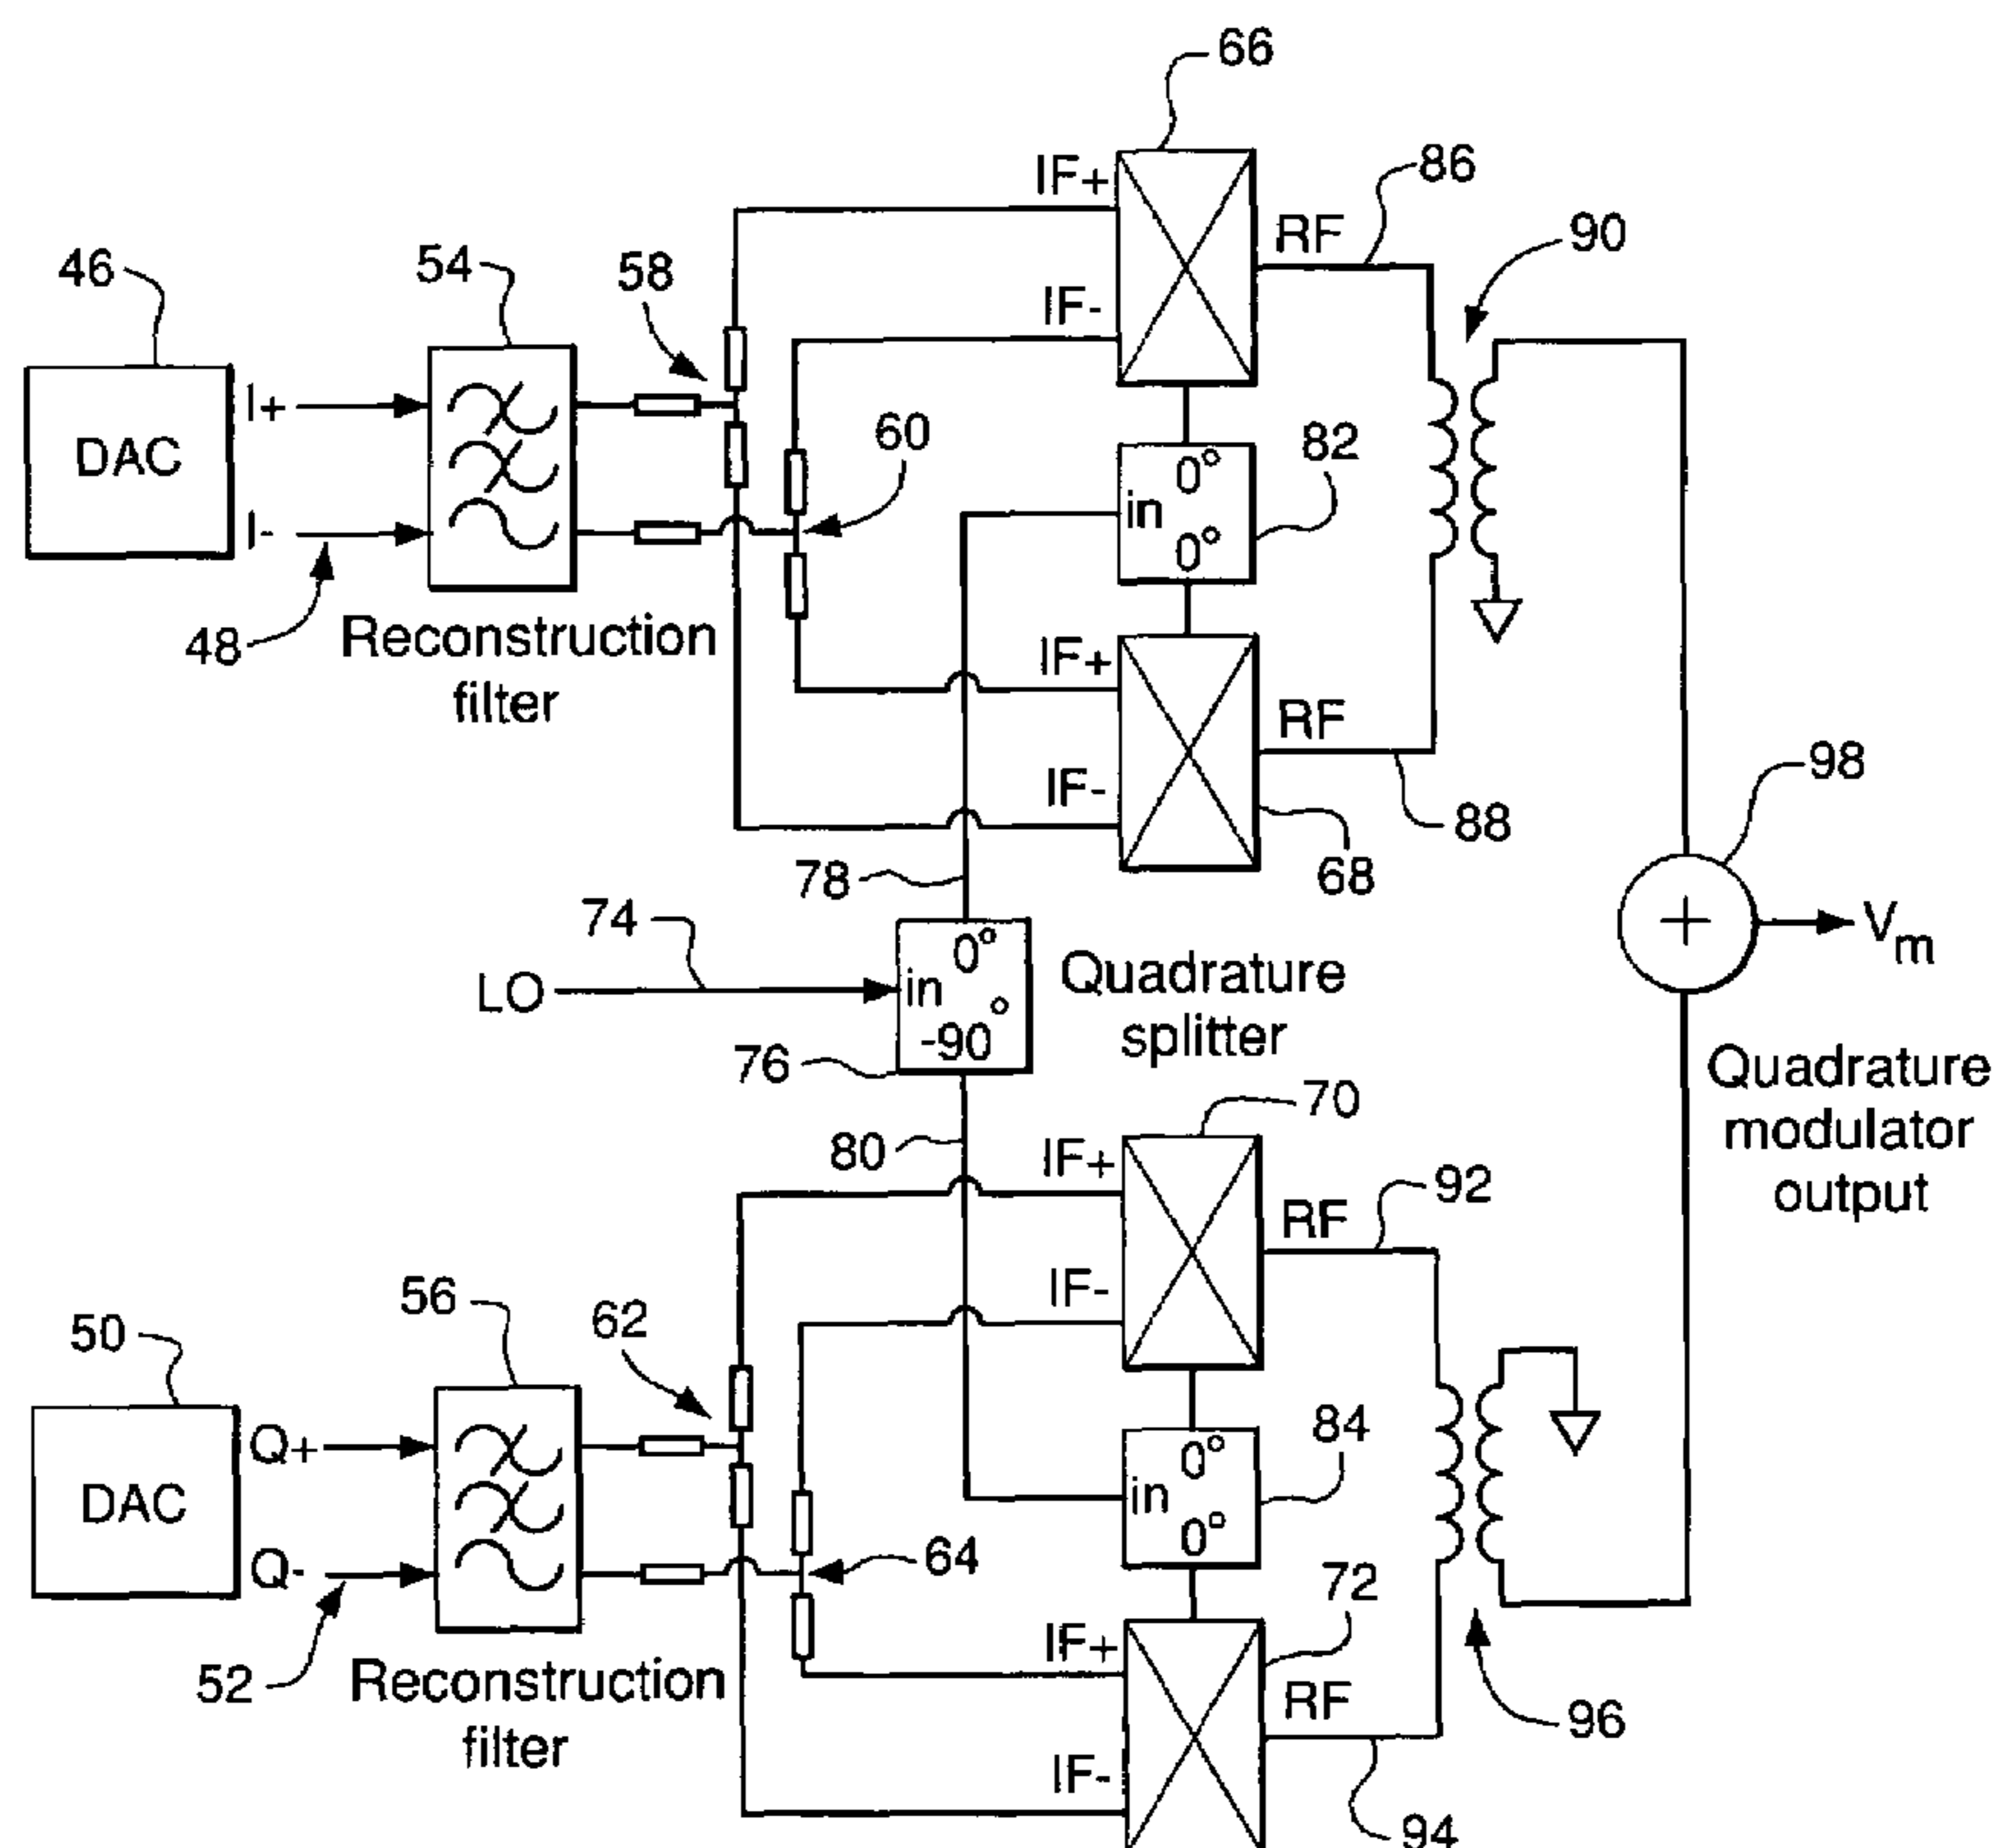 66
IF+
86
RF
90
46
54
58
IF-
I+
DAC
60
0°
82
in
I-
0°
48
Reconstruction
filter
IF+
RF
IF-
98
88
78
68
74
0°
Quadrature
splitter
LO
in
-90°
Vm
76
Quadrature
modulator
output
70
80
IF+
92
RF
56
62
IF-
50
84
Q+
0°
DAC
in
0°
Q-
64
72
52
Reconstruction
filter
IF+
RF
96
IF-
94